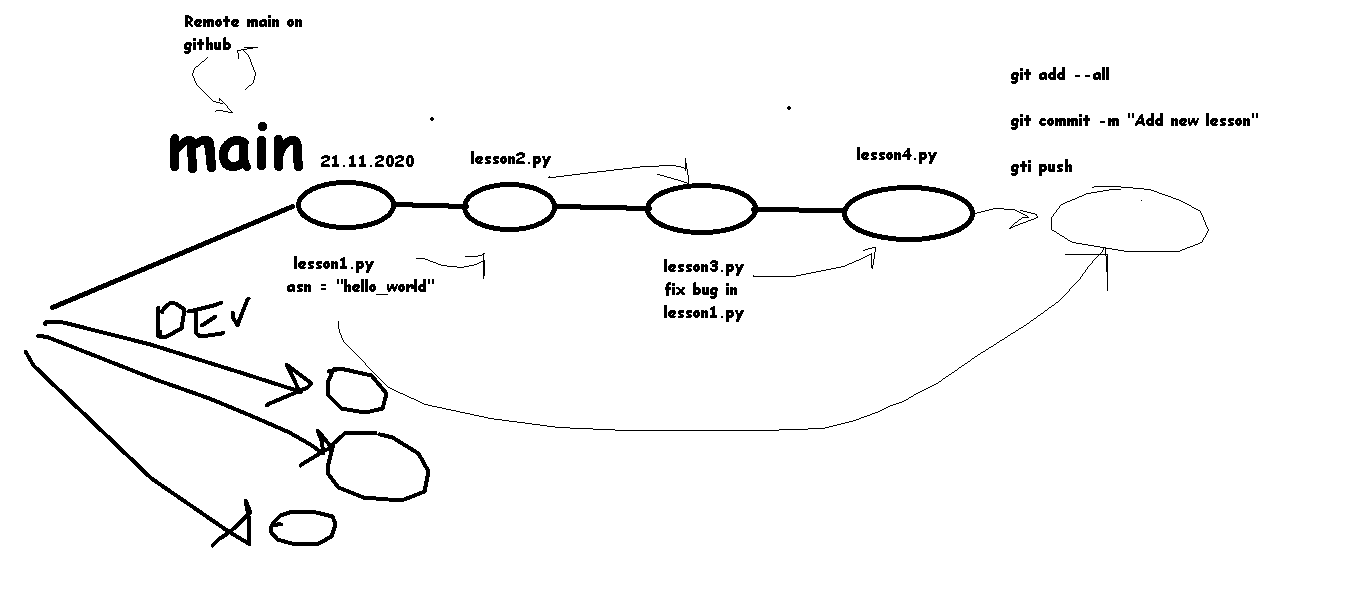 Remote main on
github
git add --all
git commit -m "Add new lesson"
gti push
main
21.11.2020
lesson2.py
lesson4.py
lesson1.py
asn = "hello_world"
lesson3.py
fix bug in
lesson1.py
DEV